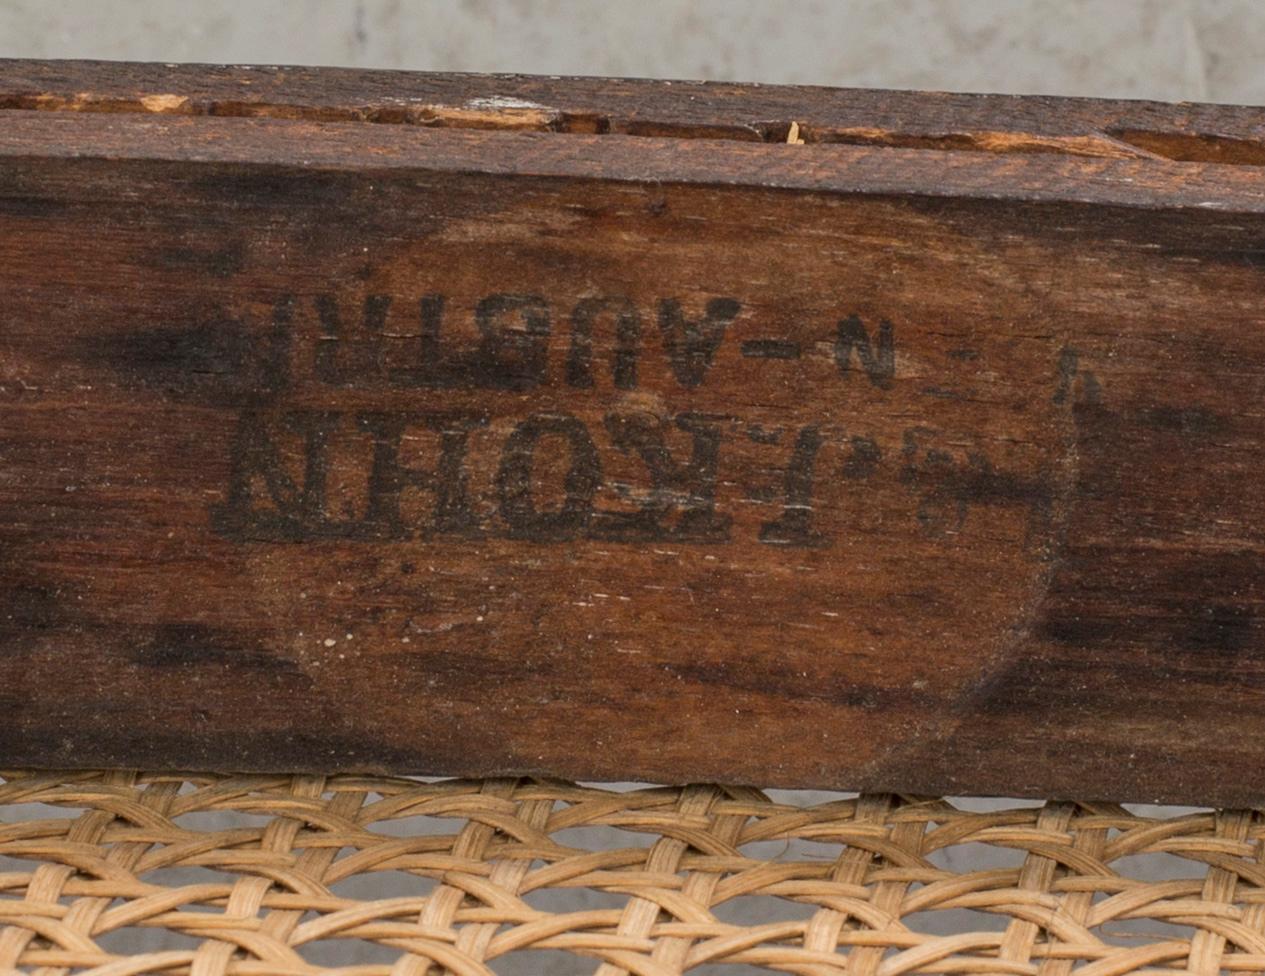 J & J. KOHN
W N - AUSTRI